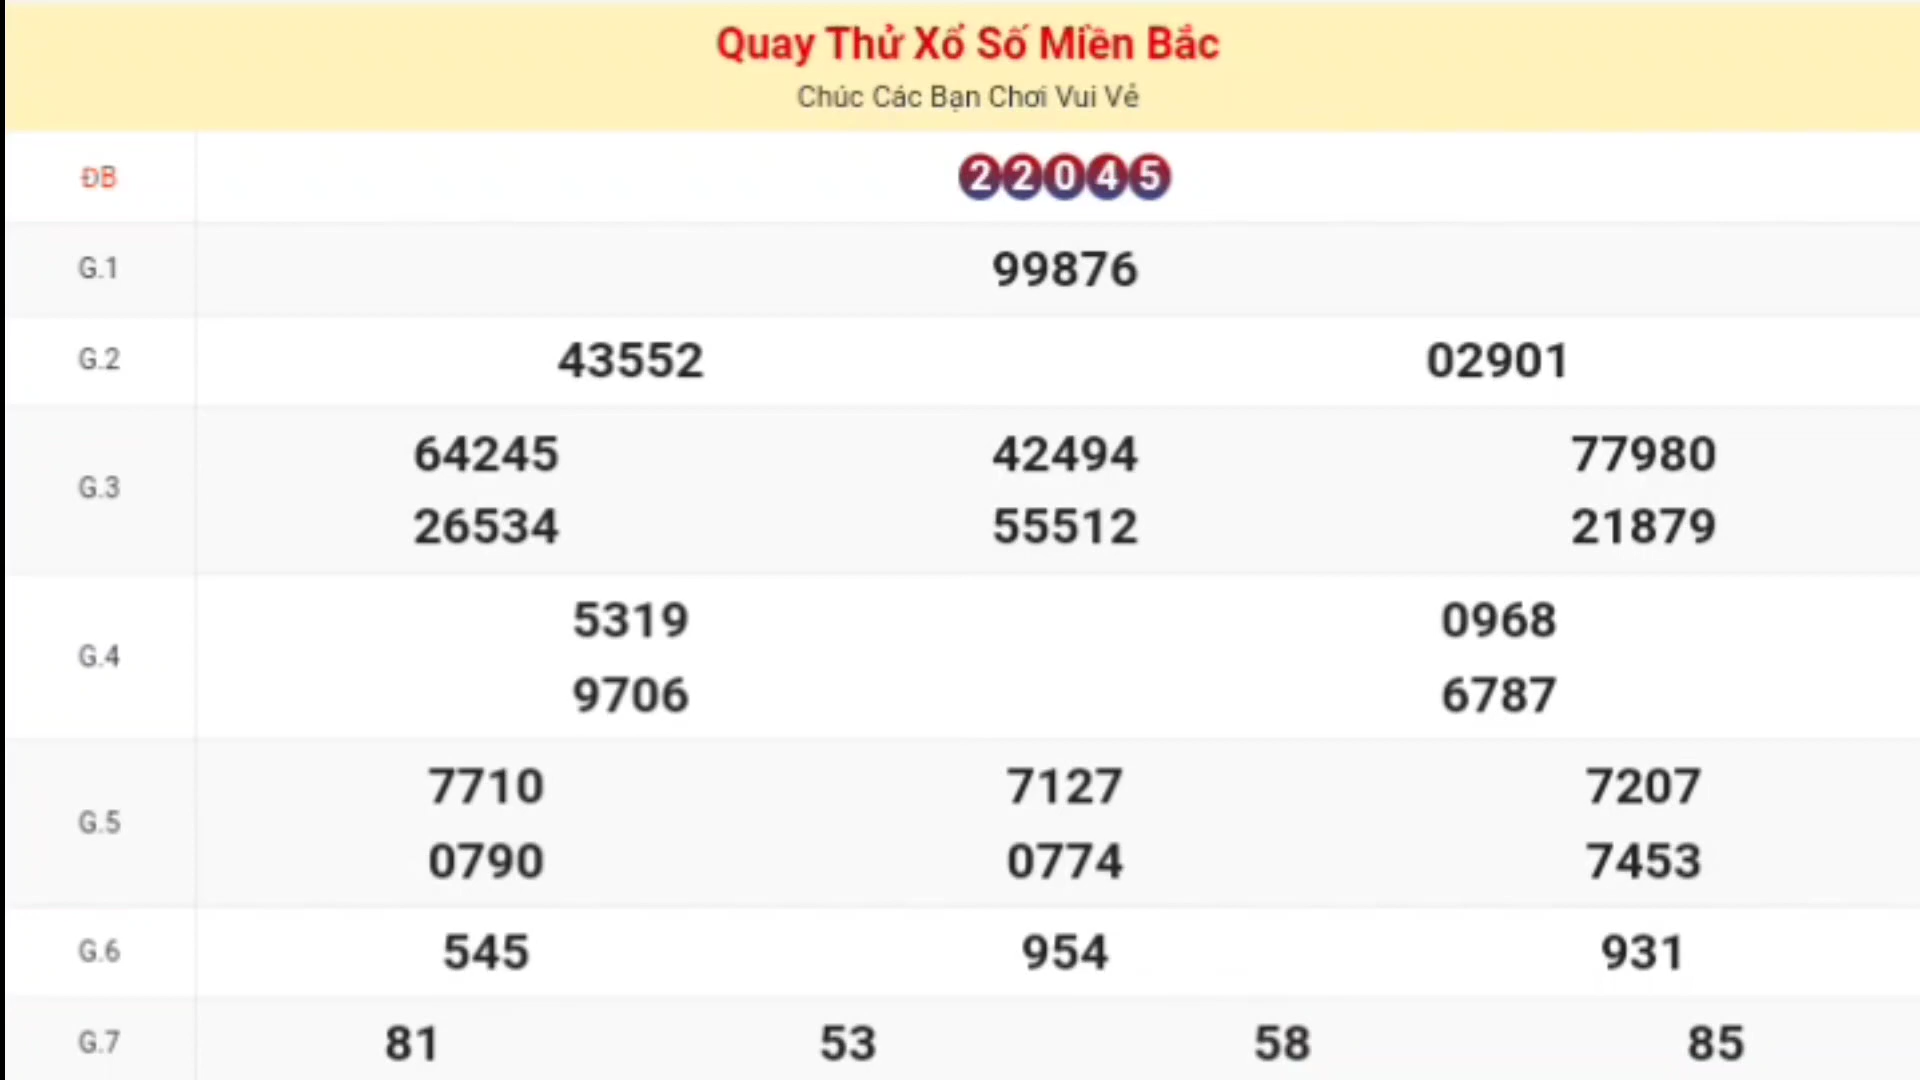 Quay Thử Xổ Số Miền Bắc
Chúc Các Bạn Chơi Vui Vẻ
ĐB 22045
G.1 99876
G.2 43552 02901
G.3 64245 42494 77980
26534 55512 21879
G.4 5319 0968
9706 6787
G.5 7710 7127 7207
0790 0774 7453
G.6 545 954 931
G.7 81 53 58 85